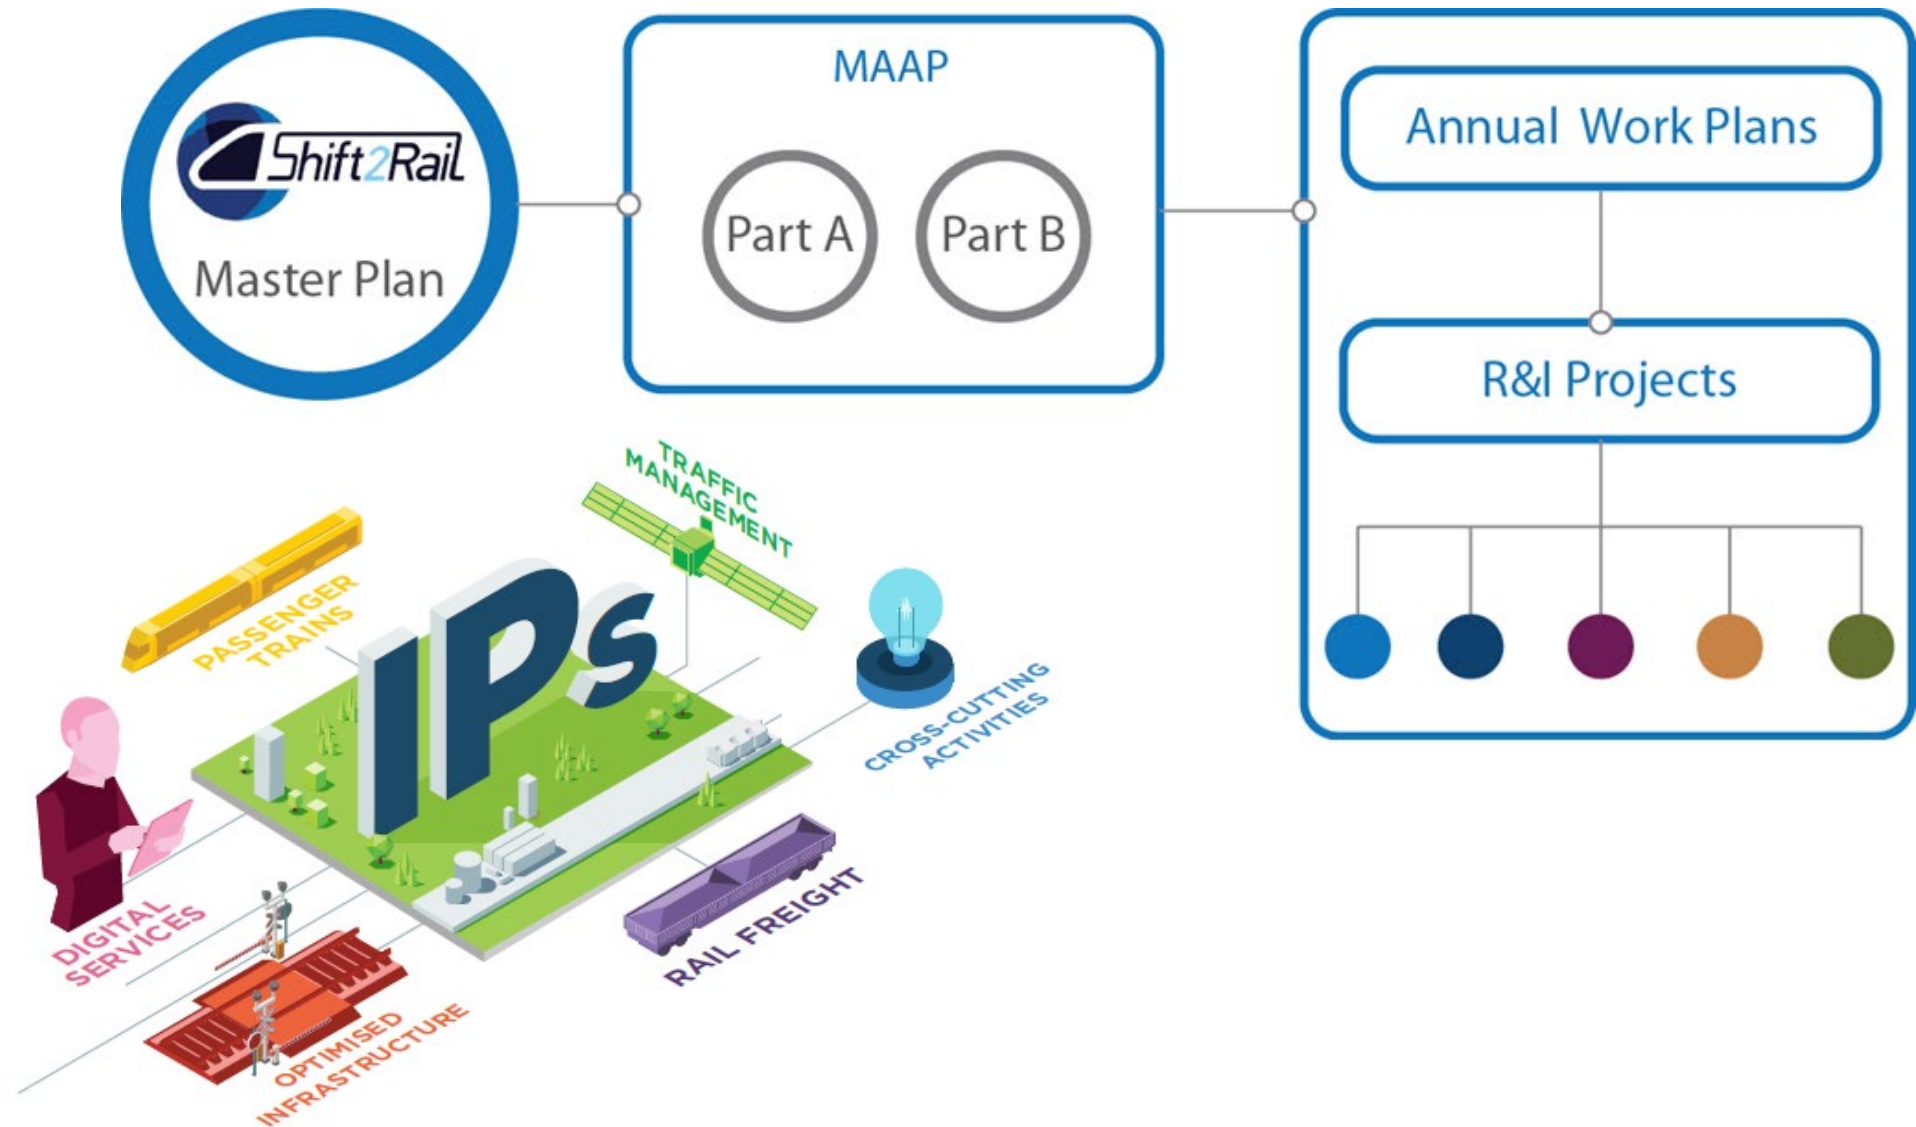 Shift2Rail
Master Plan
MAAP
Part A
Part B
Annual Work Plans
R&I Projects
TRAFFIC
MANAGEMENT
PASSENGER
TRAINS
IPs
CROSS-CUTTING
ACTIVITIES
DIGITAL
SERVICES
RAIL FREIGHT
OPTIMISED
INFRASTRUCTURE